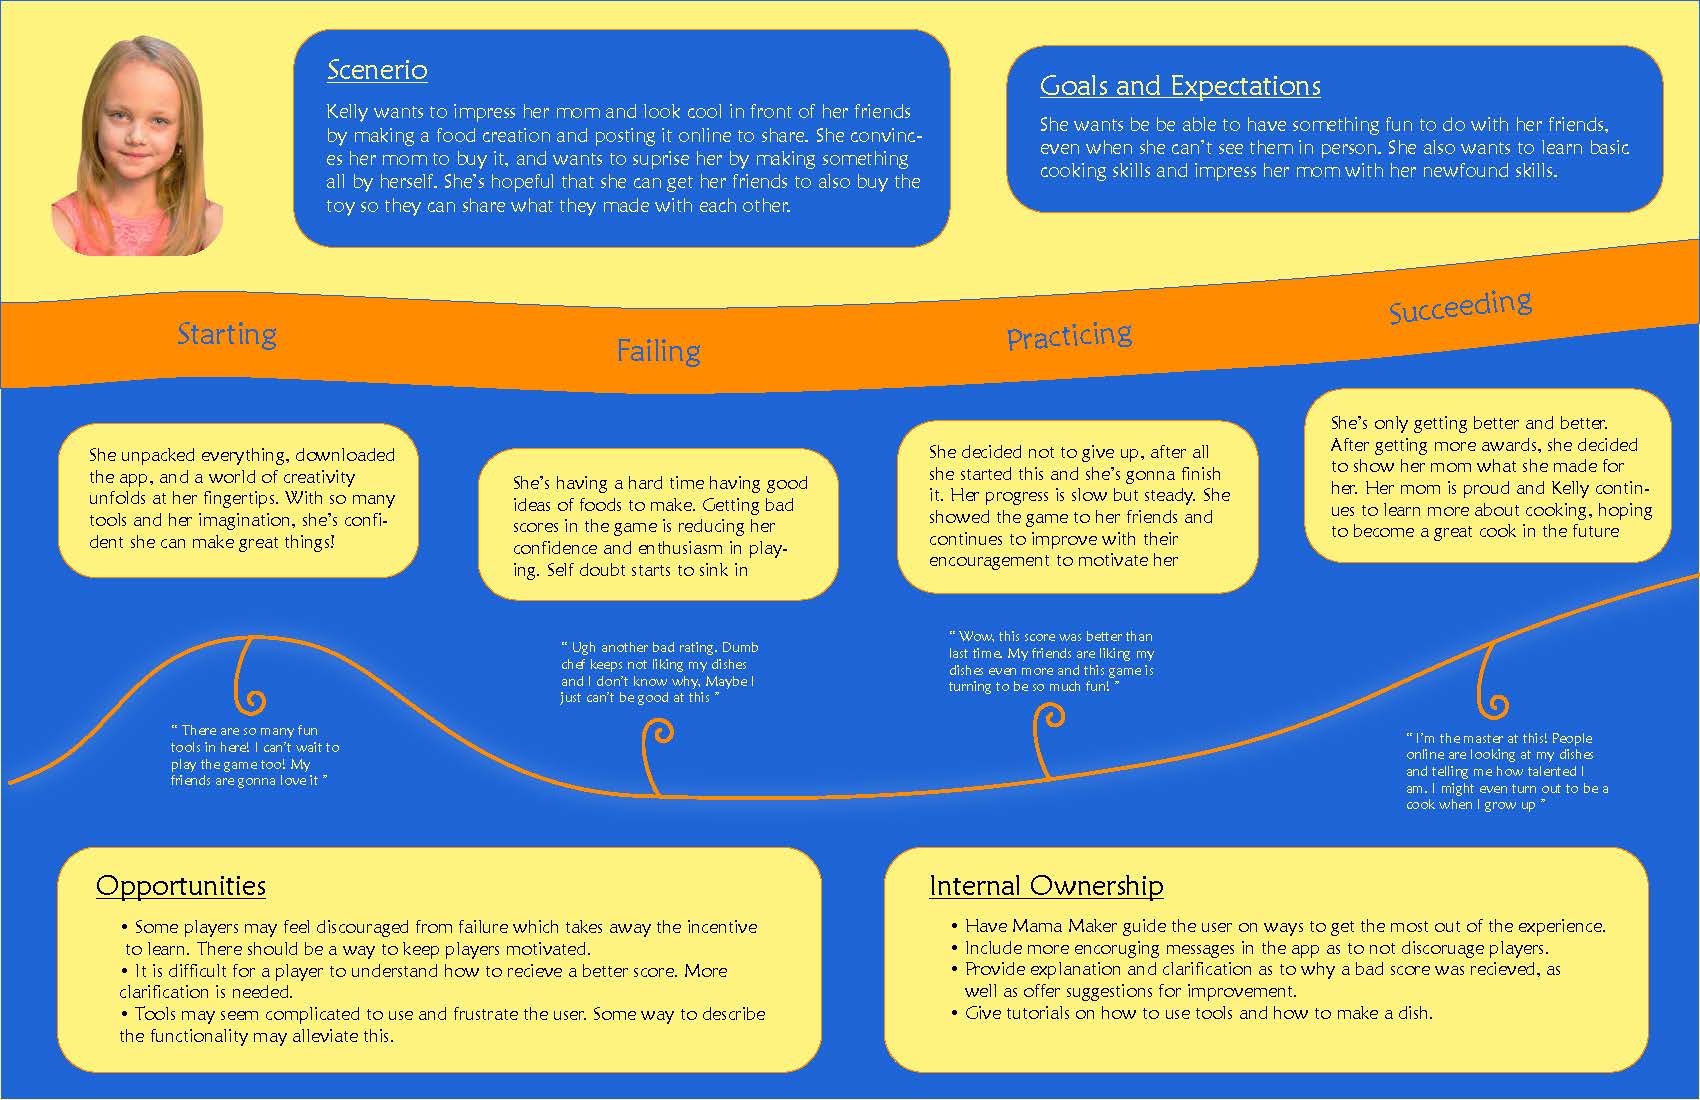 Scenerio
Kelly wants to impress her mom and look cool in front of her friends
by making a food creation and posting it online to share. She convinc-
es her mom to buy it, and wants to suprise her by making something
all by herself. She's hopeful that she can get her friends to also buy the
toy so they can share what they made with each other.
Goals and Expectations
She wants be be able to have something fun to do with her friends,
even when she can't see them in person. She also wants to learn basic
cooking skills and impress her mom with her newfound skills.
Starting
Failing
Practicing
Succeeding
She unpacked everything, downloaded
the app, and a world of creativity
unfolds at her fingertips. With so many
tools and her imagination, she's confi-
dent she can make great things!
She's having a hard time having good
ideas of foods to make. Getting bad
scores in the game is reducing her
confidence and enthusiasm in play-
ing. Self doubt starts to sink in
She decided not to give up, after all
she started this and she's gonna finish
it. Her progress is slow but steady. She
showed the game to her friends and
continues to improve with their
encouragement to motivate her
She's only getting better and better.
After getting more awards, she decided
to show her mom what she made for
her. Her mom is proud and Kelly contin-
ues to learn more about cooking, hoping
to become a great cook in the future
" There are so many fun
tools in here! I can't wait to
play the game too! My
friends are gonna love it "
" Ugh another bad rating. Dumb
chef keeps not liking my dishes
and I don't know why. Maybe I
just can't be good at this "
" Wow, this score was better than
last time. My friends are liking my
dishes even more and this game is
turning to be so much fun! "
" I'm the master at this! People
online are looking at my dishes
and telling me how talented I
am. I might even turn out to be a
cook when I grow up "
Opportunities
• Some players may feel discouraged from failure which takes away the incentive
to learn. There should be a way to keep players motivated.
• It is difficult for a player to understand how to recieve a better score. More
clarification is needed.
• Tools may seem complicated to use and frustrate the user. Some way to describe
the functionality may alleviate this.
Internal Ownership
• Have Mama Maker guide the user on ways to get the most out of the experience.
• Include more encoruging messages in the app as to not discoruage players.
• Provide explanation and clarification as to why a bad score was recieved, as
well as offer suggestions for improvement.
• Give tutorials on how to use tools and how to make a dish.